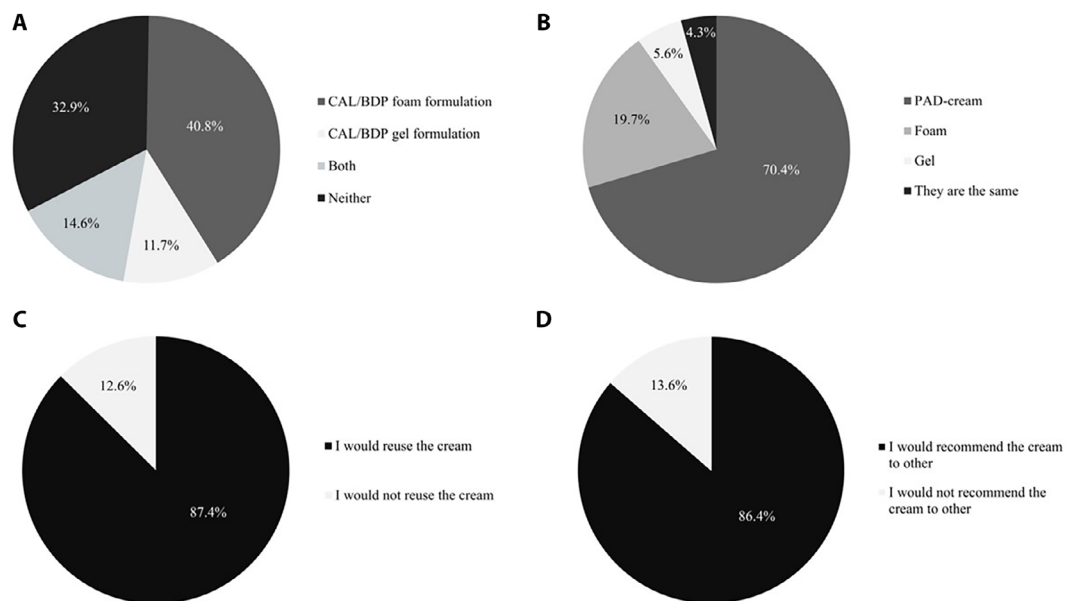 A
32.9%
40.8%
14.6%
11.7%
CAL/BDP foam formulation
CAL/BDP gel formulation
Both
Neither
B
4.3%
5.6%
19.7%
70.4%
PAD-cream
Foam
Gel
They are the same
C
12.6%
87.4%
I would reuse the cream
I would not reuse the cream
D
13.6%
86.4%
I would recommend the cream
to other
I would not recommend the
cream to other